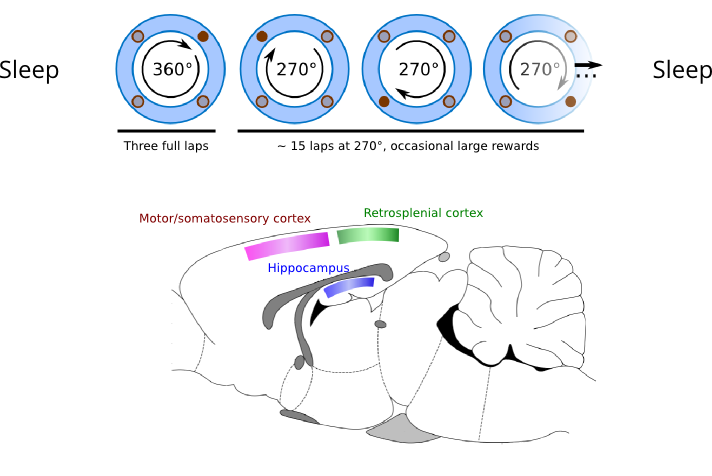 Sleep
360°
270°
270°
270°
...
Sleep
Three full laps
~ 15 laps at 270°, occasional large rewards
Motor/somatosensory cortex
Retrosplenial cortex
Hippocampus